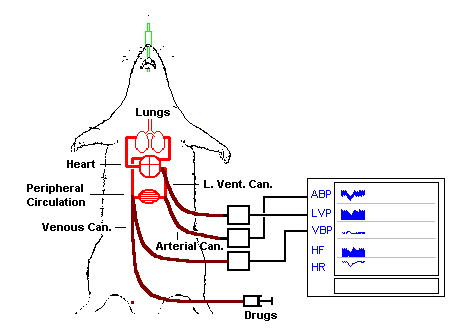 Lungs
Heart
L. Vent. Can.
Peripheral
Circulation
Venous Can.
Arterial Can.
Drugs
ABP
LVP
VBP
HF
HR